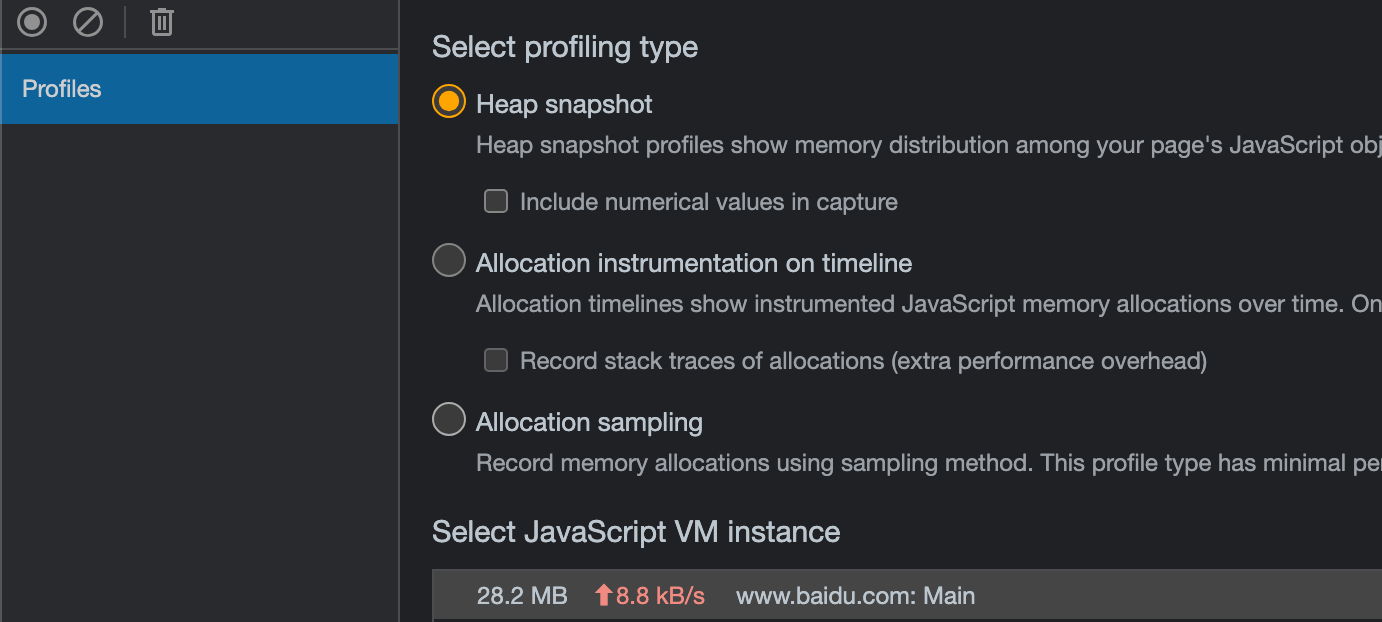 Profiles
Select profiling type
Heap snapshot
Heap snapshot profiles show memory distribution among your page's JavaScript obj
Include numerical values in capture
Allocation instrumentation on timeline
Allocation timelines show instrumented JavaScript memory allocations over time. On
Record stack traces of allocations (extra performance overhead)
Allocation sampling
Record memory allocations using sampling method. This profile type has minimal pe
Select JavaScript VM instance
28.2 MB 8.8 kB/s www.baidu.com: Main